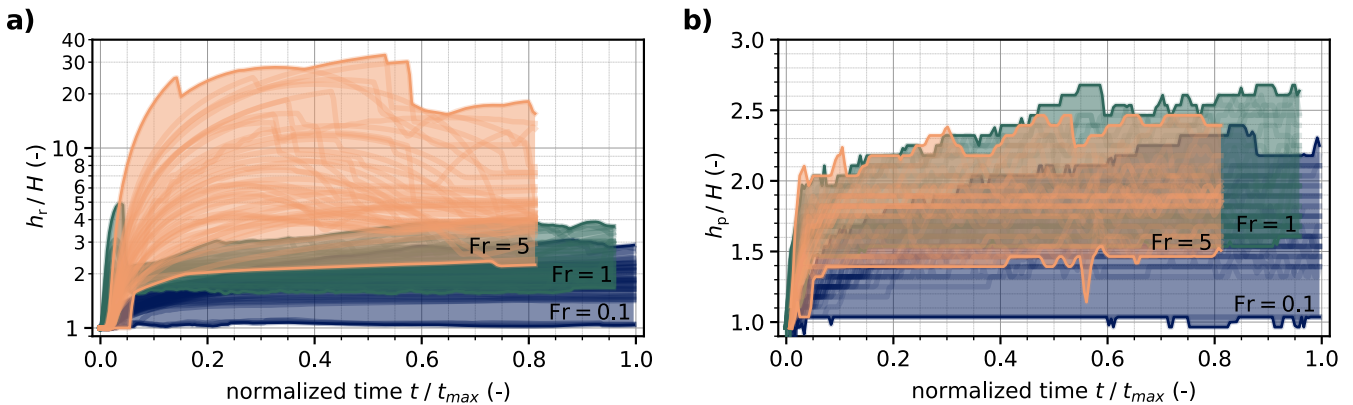 a)
40
30
20
10
8
6
5
4
3
2
1
h_r / H (-)
Fr = 5
Fr = 1
Fr = 0.1
0.0 0.2 0.4 0.6 0.8 1.0
normalized time t / t_max (-)
b)
3.0
2.5
2.0
1.5
1.0
h_p / H (-)
Fr = 5
Fr = 1
Fr = 0.1
0.0 0.2 0.4 0.6 0.8 1.0
normalized time t / t_max (-)